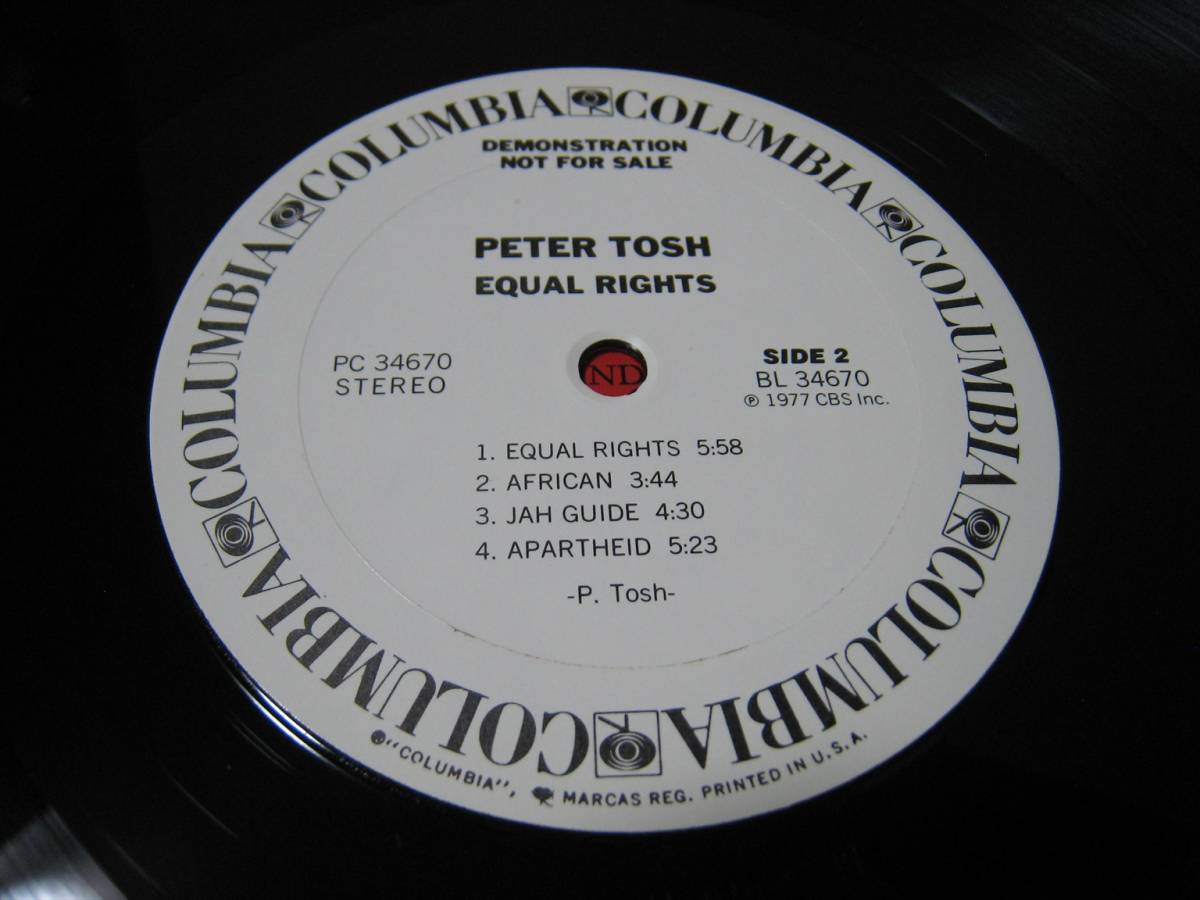 COLUMBIA COLUMBIA COLUMBIA COLUMBIA COLUMBIA COLUMBIA COLUMBIA COLUMBIA
DEMONSTRATION
NOT FOR SALE
PETER TOSH
EQUAL RIGHTS
PC 34670
STEREO
ND
SIDE 2
BL 34670
℗ 1977 CBS Inc.
1. EQUAL RIGHTS 5:58
2. AFRICAN 3:44
3. JAH GUIDE 4:30
4. APARTHEID 5:23
-P. Tosh-
"COLUMBIA", MARCAS REG. PRINTED IN U.S.A.